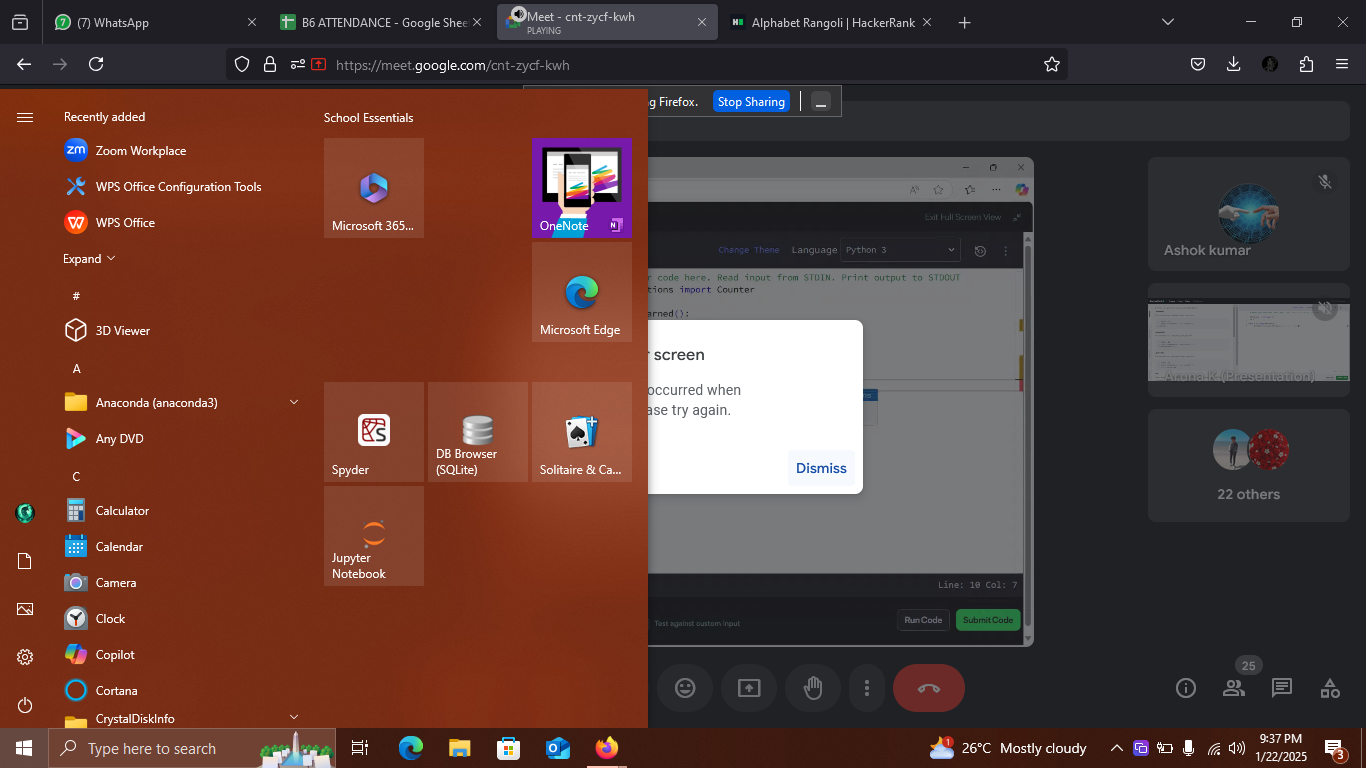 (7) WhatsApp
B6 ATTENDANCE - Google Shee
Meet - cnt-zycf-kwh
PLAYING
Alphabet Rangoli | HackerRank
https://meet.google.com/cnt-zycf-kwh
g Firefox.
Stop Sharing
Recently added
Zoom Workplace
WPS Office Configuration Tools
WPS Office
Expand
#
3D Viewer
A
Anaconda (anaconda3)
Any DVD
C
Calculator
Calendar
Camera
Clock
Copilot
Cortana
CrystalDiskInfo
School Essentials
Microsoft 365...
OneNote
Microsoft Edge
Spyder
DB Browser
(SQLite)
Solitaire & Ca...
Jupyter
Notebook
Exit Full Screen View
Change Theme
Language
Python 3
r code here. Read input from STDIN. Print output to STDOUT
tions import Counter
arned():
r screen
occurred when
ase try again.
Dismiss
Line: 10 Col: 7
Test against custom input
Run Code
Submit Code
Ashok kumar
Aruna K (Presentation)
22 others
25
Type here to search
1
26°C Mostly cloudy
9:37 PM
1/22/2025
3